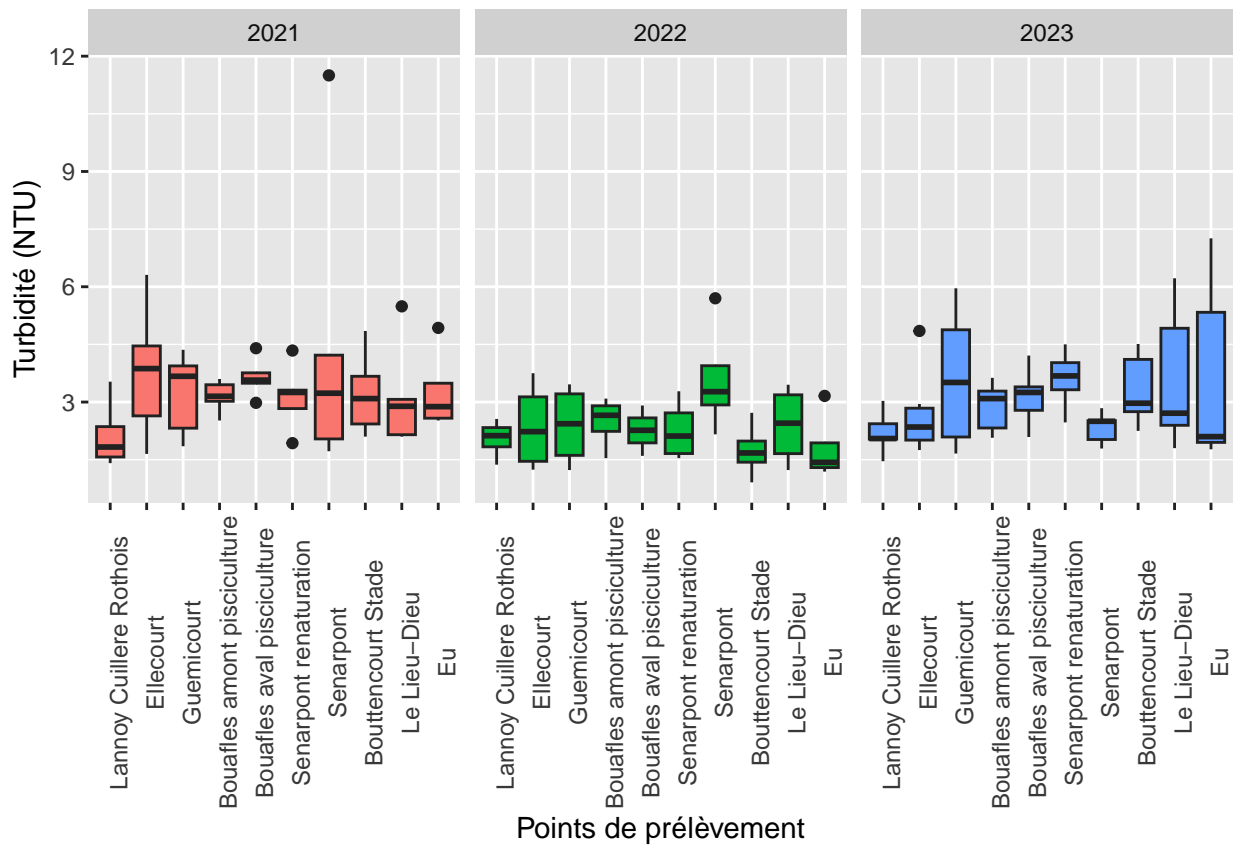 2021
2022
2023
Turbidité (NTU)
12
9
6
3
Lannoy Cuillere Rothois
Ellecourt
Guemicourt
Bouafles amont pisciculture
Bouafles aval pisciculture
Senarpont renaturation
Senarpont
Bouttencourt Stade
Le Lieu−Dieu
Eu
Lannoy Cuillere Rothois
Ellecourt
Guemicourt
Bouafles amont pisciculture
Bouafles aval pisciculture
Senarpont renaturation
Senarpont
Bouttencourt Stade
Le Lieu−Dieu
Eu
Lannoy Cuillere Rothois
Ellecourt
Guemicourt
Bouafles amont pisciculture
Bouafles aval pisciculture
Senarpont renaturation
Senarpont
Bouttencourt Stade
Le Lieu−Dieu
Eu
Points de prélèvement